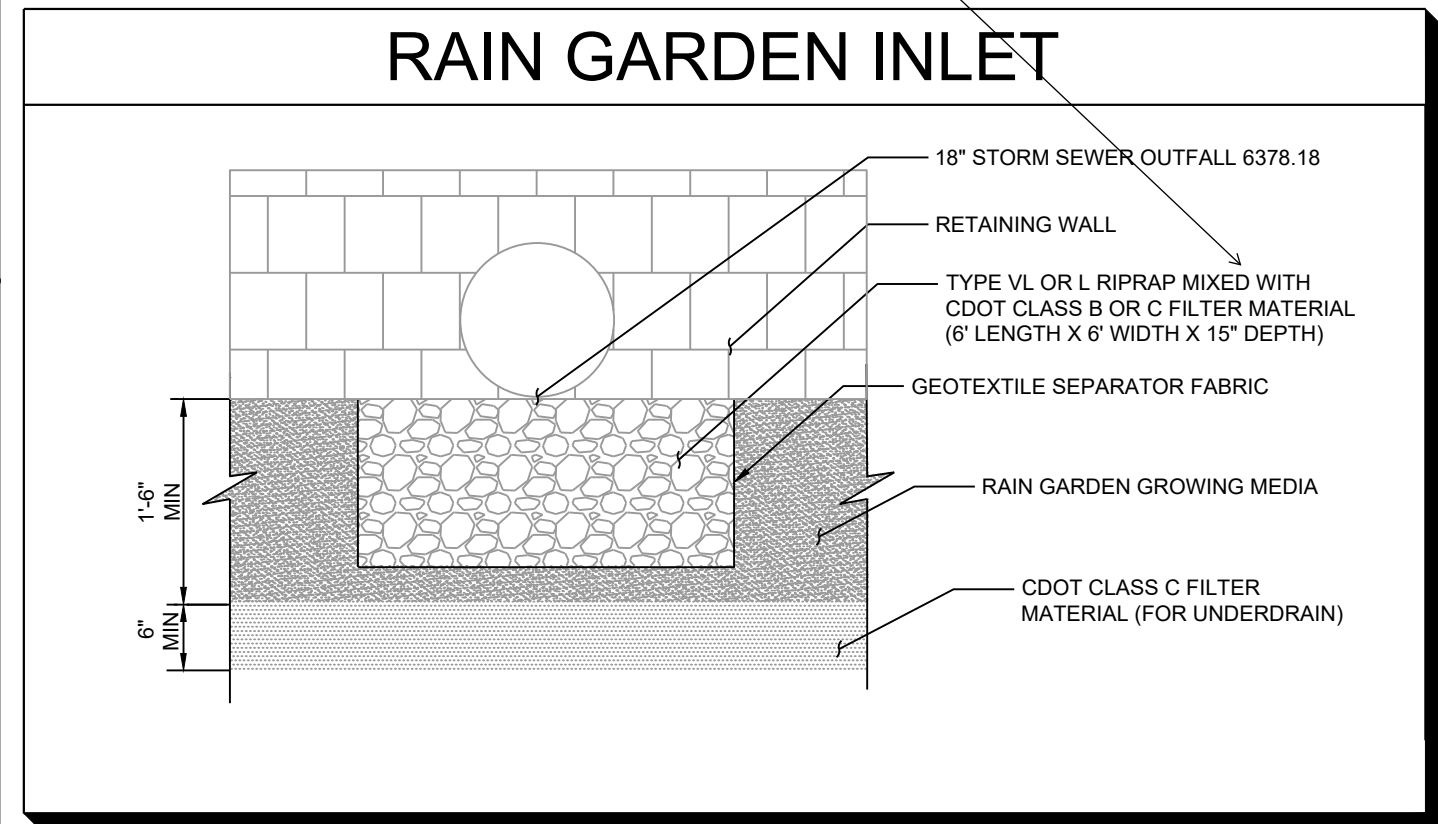 RAIN GARDEN INLET
18" STORM SEWER OUTFALL 6378.18
RETAINING WALL
TYPE VL OR L RIPRAP MIXED WITH
CDOT CLASS B OR C FILTER MATERIAL
(6' LENGTH X 6' WIDTH X 15" DEPTH)
GEOTEXTILE SEPARATOR FABRIC
RAIN GARDEN GROWING MEDIA
CDOT CLASS C FILTER
MATERIAL (FOR UNDERDRAIN)
1'-6"
MIN
6"
MIN